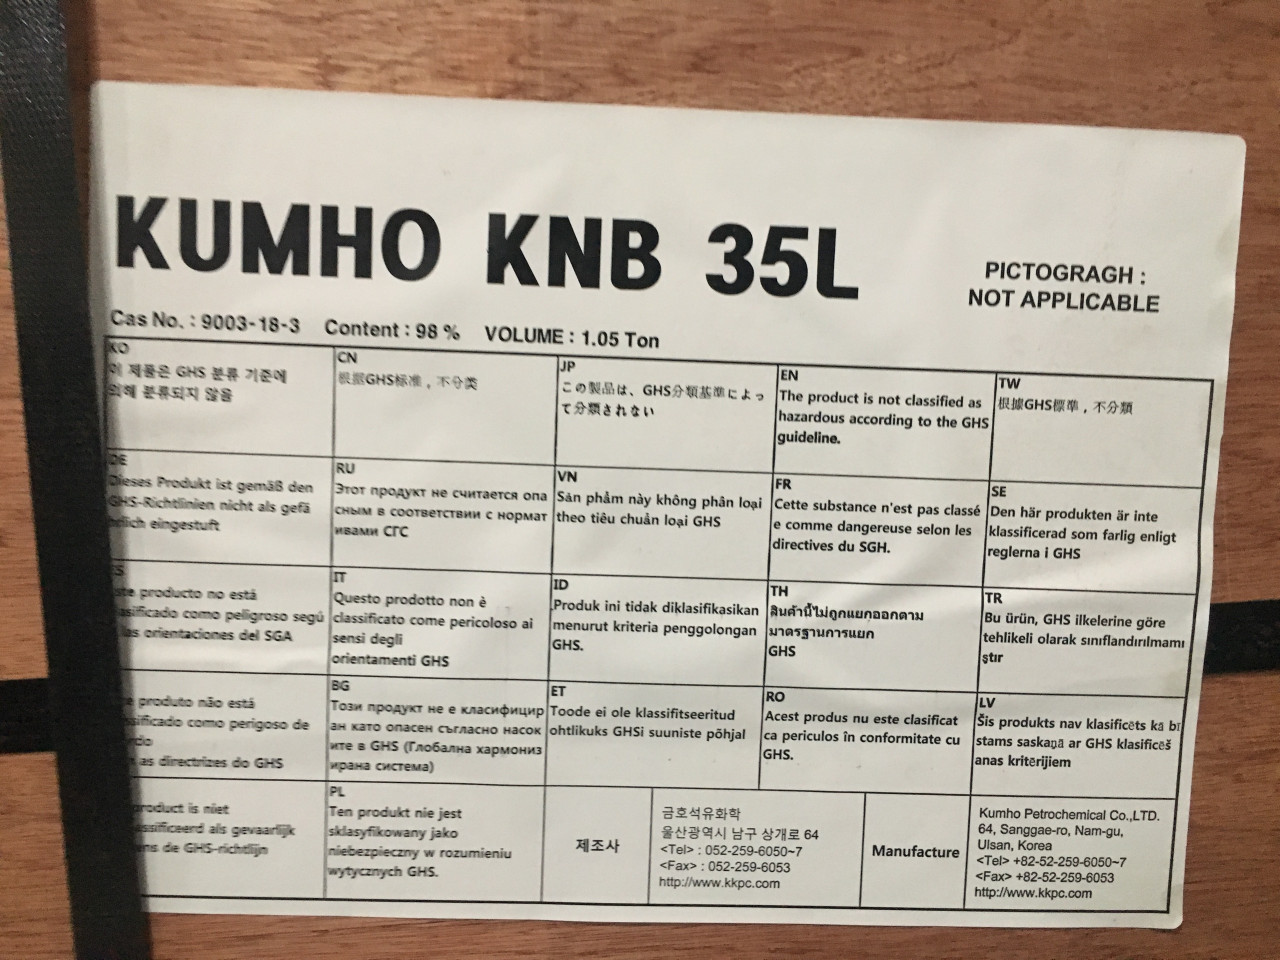 KUMHO KNB 35L
PICTOGRAGH :
NOT APPLICABLE
Cas No. : 9003-18-3 Content : 98 % VOLUME : 1.05 Ton
KO
이 제품은 GHS 분류 기준에
의해 분류되지 않음
CN
根据GHS标准，不分类
JP
この製品は、GHS分類基準によっ
て分類されない
EN
The product is not classified as
hazardous according to the GHS
guideline.
TW
根據GHS標準，不分類
DE
Dieses Produkt ist gemäß den
GHS-Richtlinien nicht als gefä
hrlich eingestuft
RU
Этот продукт не считается опа
сным в соответствии с нормат
ивами СГС
VN
Sản phẩm này không phân loại
theo tiêu chuẩn loại GHS
FR
Cette substance n'est pas classé
e comme dangereuse selon les
directives du SGH.
SE
Den här produkten är inte
klassificerad som farlig enligt
reglerna i GHS
producto no está
como peligroso segú
las orientaciones del SGA
IT
Questo prodotto non è
classificato come pericoloso ai
sensi degli
orientamenti GHS
ID
Produk ini tidak diklasifikasikan
menurut kriteria penggolongan
GHS.
TH
สินค้านี้ไม่ถูกแยกออกตาม
มาตรฐานการแยก
GHS
TR
Bu ürün, GHS ilkelerine göre
tehlikeli olarak sınıflandırılmamı
ştır
produto não está
como perigoso de
as directrizes do GHS
BG
Този продукт не е класифицир
ан като опасен съгласно насок
ите в GHS (Глобална хармониз
ирана система)
ET
Toode ei ole klassifitseeritud
ohtlikuks GHSi suuniste põhjal
RO
Acest produs nu este clasificat
ca periculos în conformitate cu
GHS.
LV
Šis produkts nav klasificēts kā bī
stams saskaņā ar GHS klasificēš
anas kritērijiem
product is niet
als gevaarlijk
de GHS-richtlijn
PL
Ten produkt nie jest
sklasyfikowany jako
niebezpieczny w rozumieniu
wytycznych GHS.
제조사
금호석유화학
울산광역시 남구 상개로 64
<Tel> : 052-259-6050~7
<Fax> : 052-259-6053
http://www.kkpc.com
Manufacture
Kumho Petrochemical Co.,LTD.
64, Sanggae-ro, Nam-gu,
Ulsan, Korea
<Tel> +82-52-259-6050~7
<Fax> +82-52-259-6053
http://www.kkpc.com